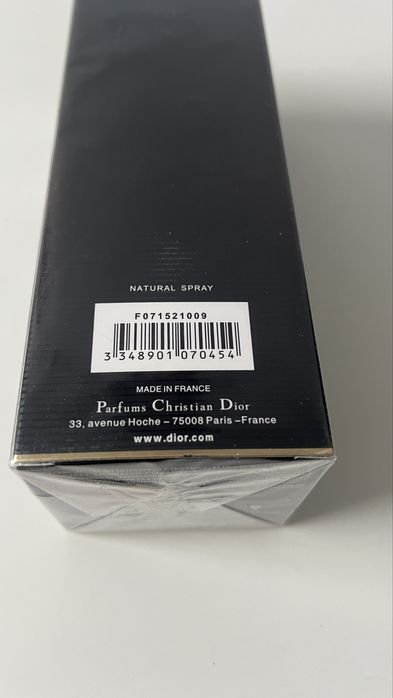 NATURAL SPRAY
F071521009
3 348901 070454
MADE IN FRANCE
Parfums Christian Dior
33, avenue Hoche – 75008 Paris –France
www.dior.com